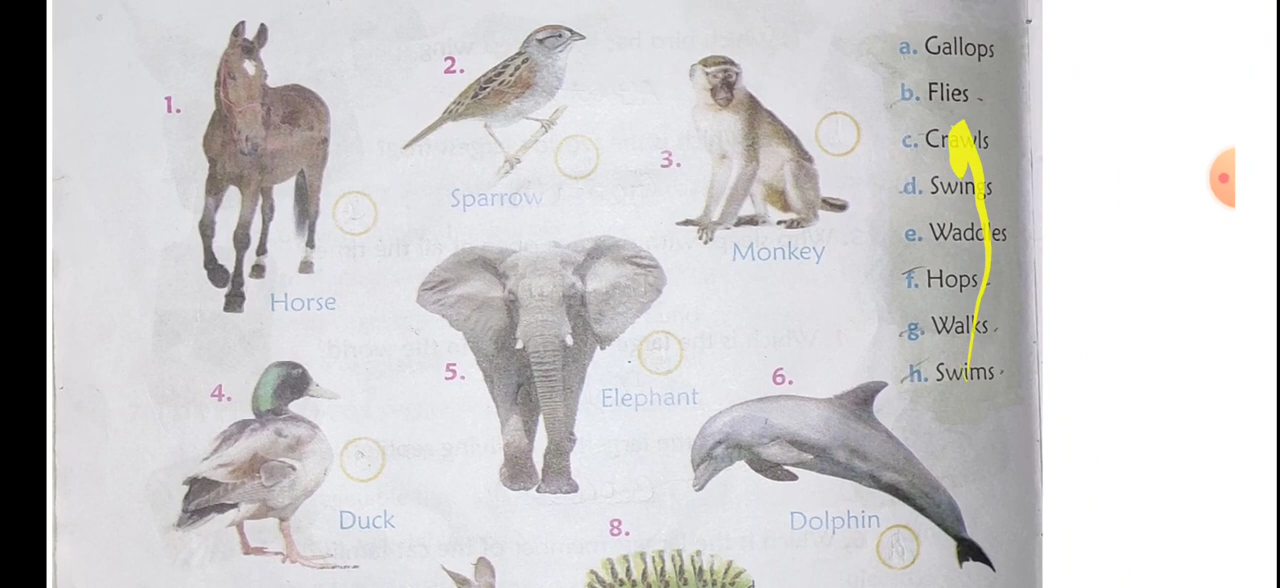 a. Gallops
2.
b. Flies
1.
c. Crawls
3.
d. Swings
Sparrow
e. Waddles
Monkey
f. Hops
Horse
g. Walks
5.
6.
h. Swims
4.
Elephant
Duck
8.
Dolphin